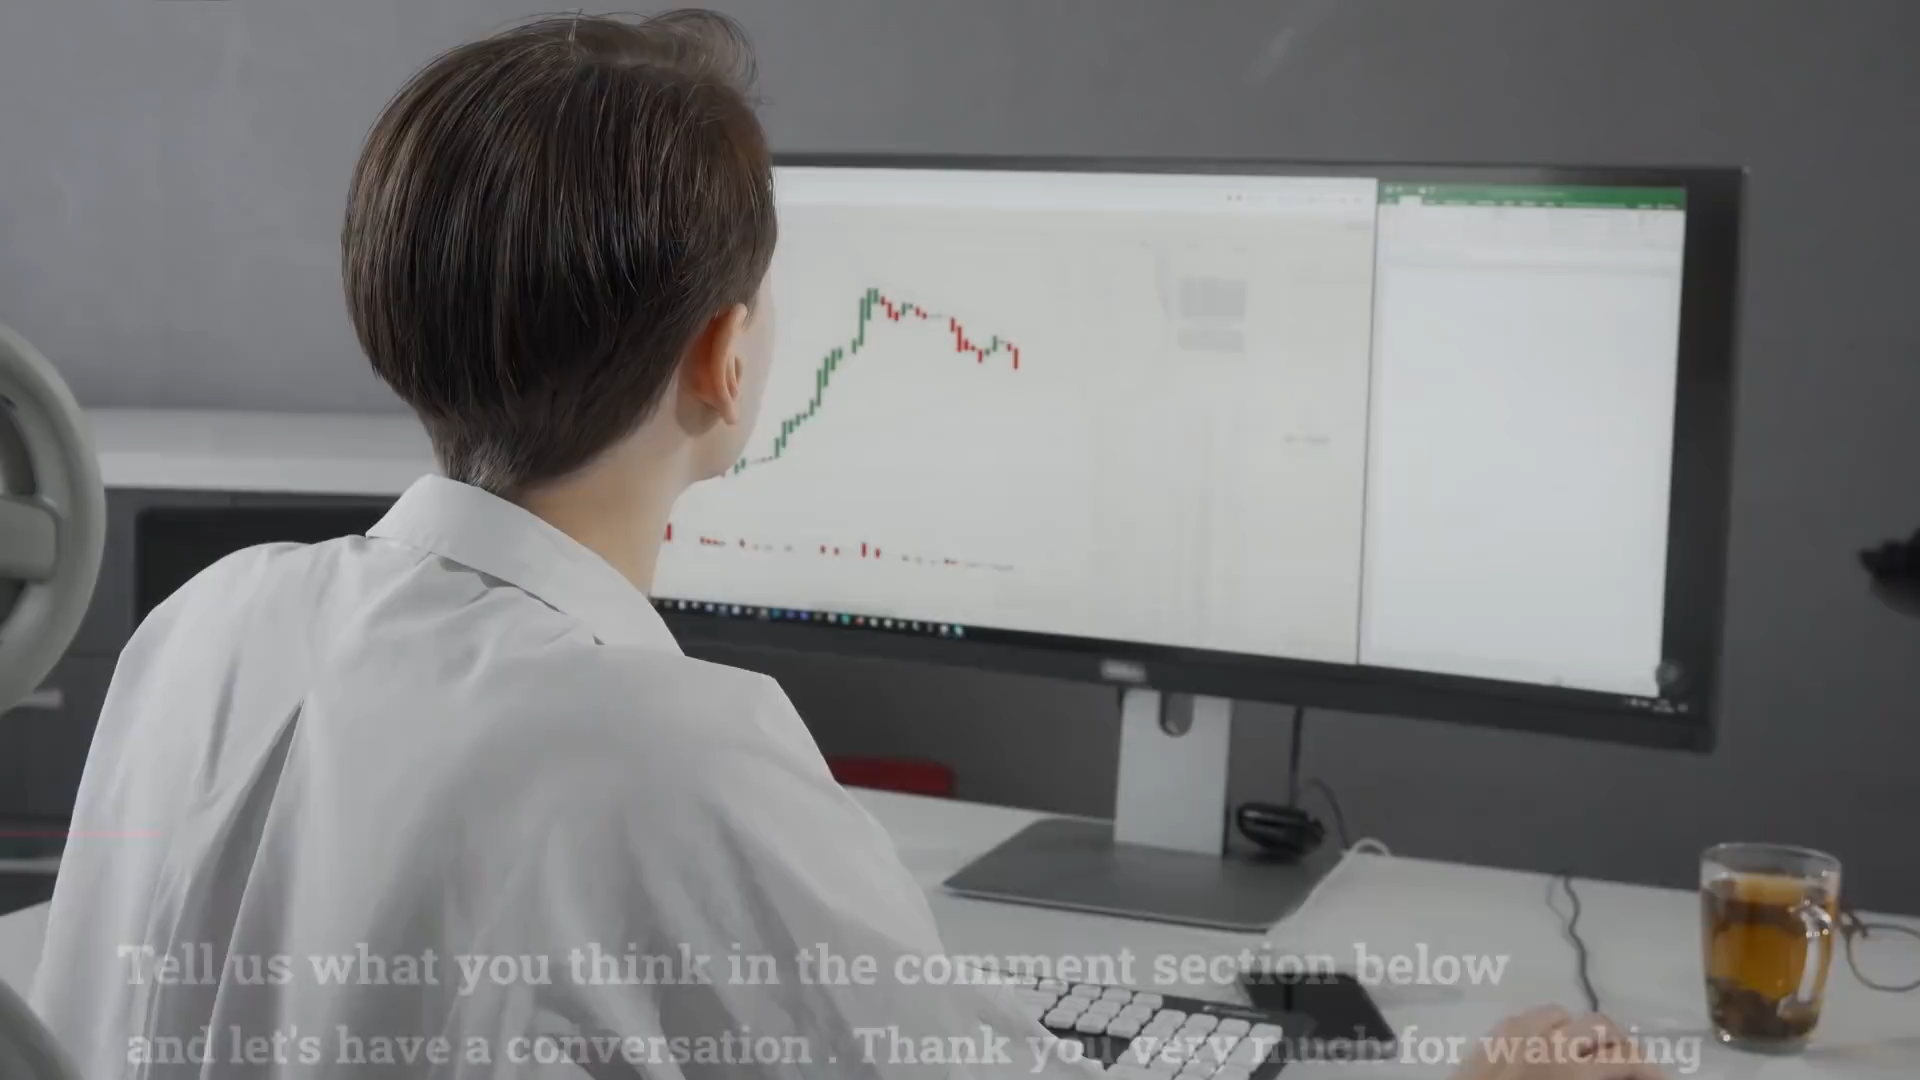 Tell us what you think in the comment section below
and let's have a conversation . Thank you very much for watching